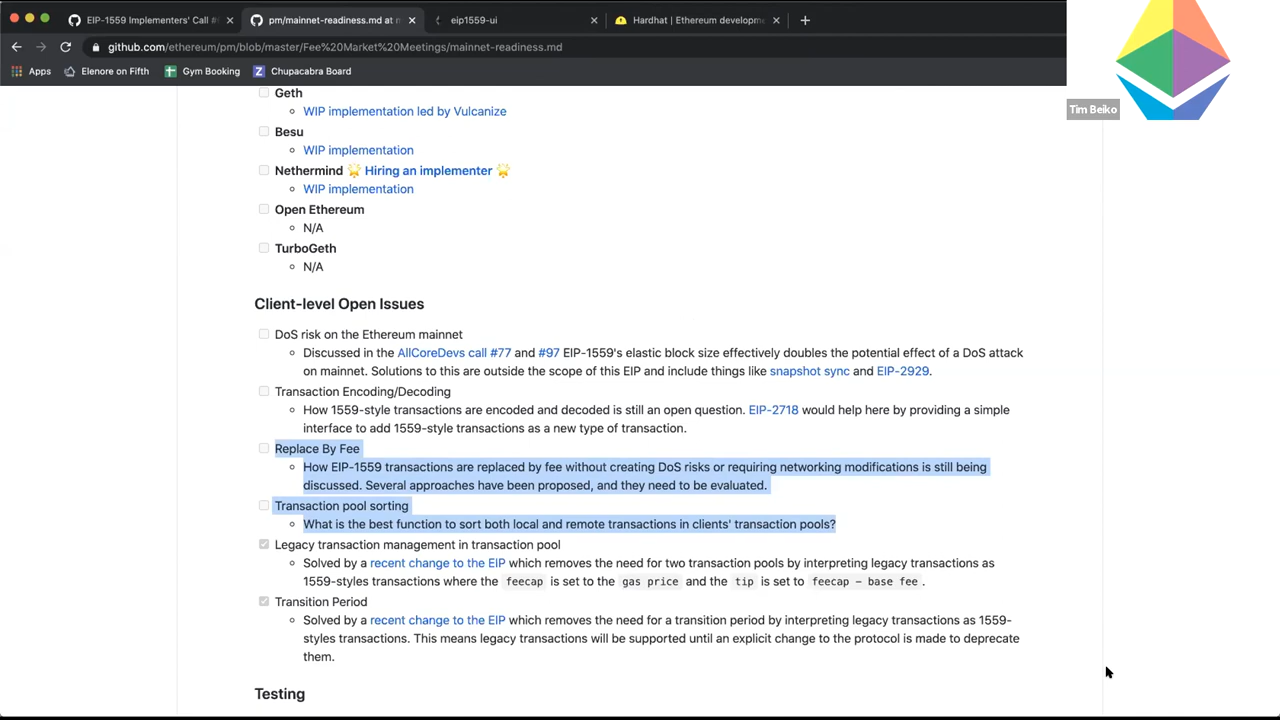 EIP-1559 Implementers' Call #
pm/mainnet-readiness.md at m
eip1559-ui
Hardhat | Ethereum developme
github.com/ethereum/pm/blob/master/Fee%20Market%20Meetings/mainnet-readiness.md
Apps
Elenore on Fifth
Gym Booking
Chupacabra Board
Tim Beiko
Geth
WIP implementation led by Vulcanize
Besu
WIP implementation
Nethermind 🌟 Hiring an implementer 🌟
WIP implementation
Open Ethereum
N/A
TurboGeth
N/A
Client-level Open Issues
DoS risk on the Ethereum mainnet
Discussed in the AllCoreDevs call #77 and #97 EIP-1559's elastic block size effectively doubles the potential effect of a DoS attack
on mainnet. Solutions to this are outside the scope of this EIP and include things like snapshot sync and EIP-2929.
Transaction Encoding/Decoding
How 1559-style transactions are encoded and decoded is still an open question. EIP-2718 would help here by providing a simple
interface to add 1559-style transactions as a new type of transaction.
Replace By Fee
How EIP-1559 transactions are replaced by fee without creating DoS risks or requiring networking modifications is still being
discussed. Several approaches have been proposed, and they need to be evaluated.
Transaction pool sorting
What is the best function to sort both local and remote transactions in clients' transaction pools?
Legacy transaction management in transaction pool
Solved by a recent change to the EIP which removes the need for two transaction pools by interpreting legacy transactions as
1559-styles transactions where the feecap is set to the gas price and the tip is set to feecap - base fee.
Transition Period
Solved by a recent change to the EIP which removes the need for a transition period by interpreting legacy transactions as 1559-
styles transactions. This means legacy transactions will be supported until an explicit change to the protocol is made to deprecate
them.
Testing